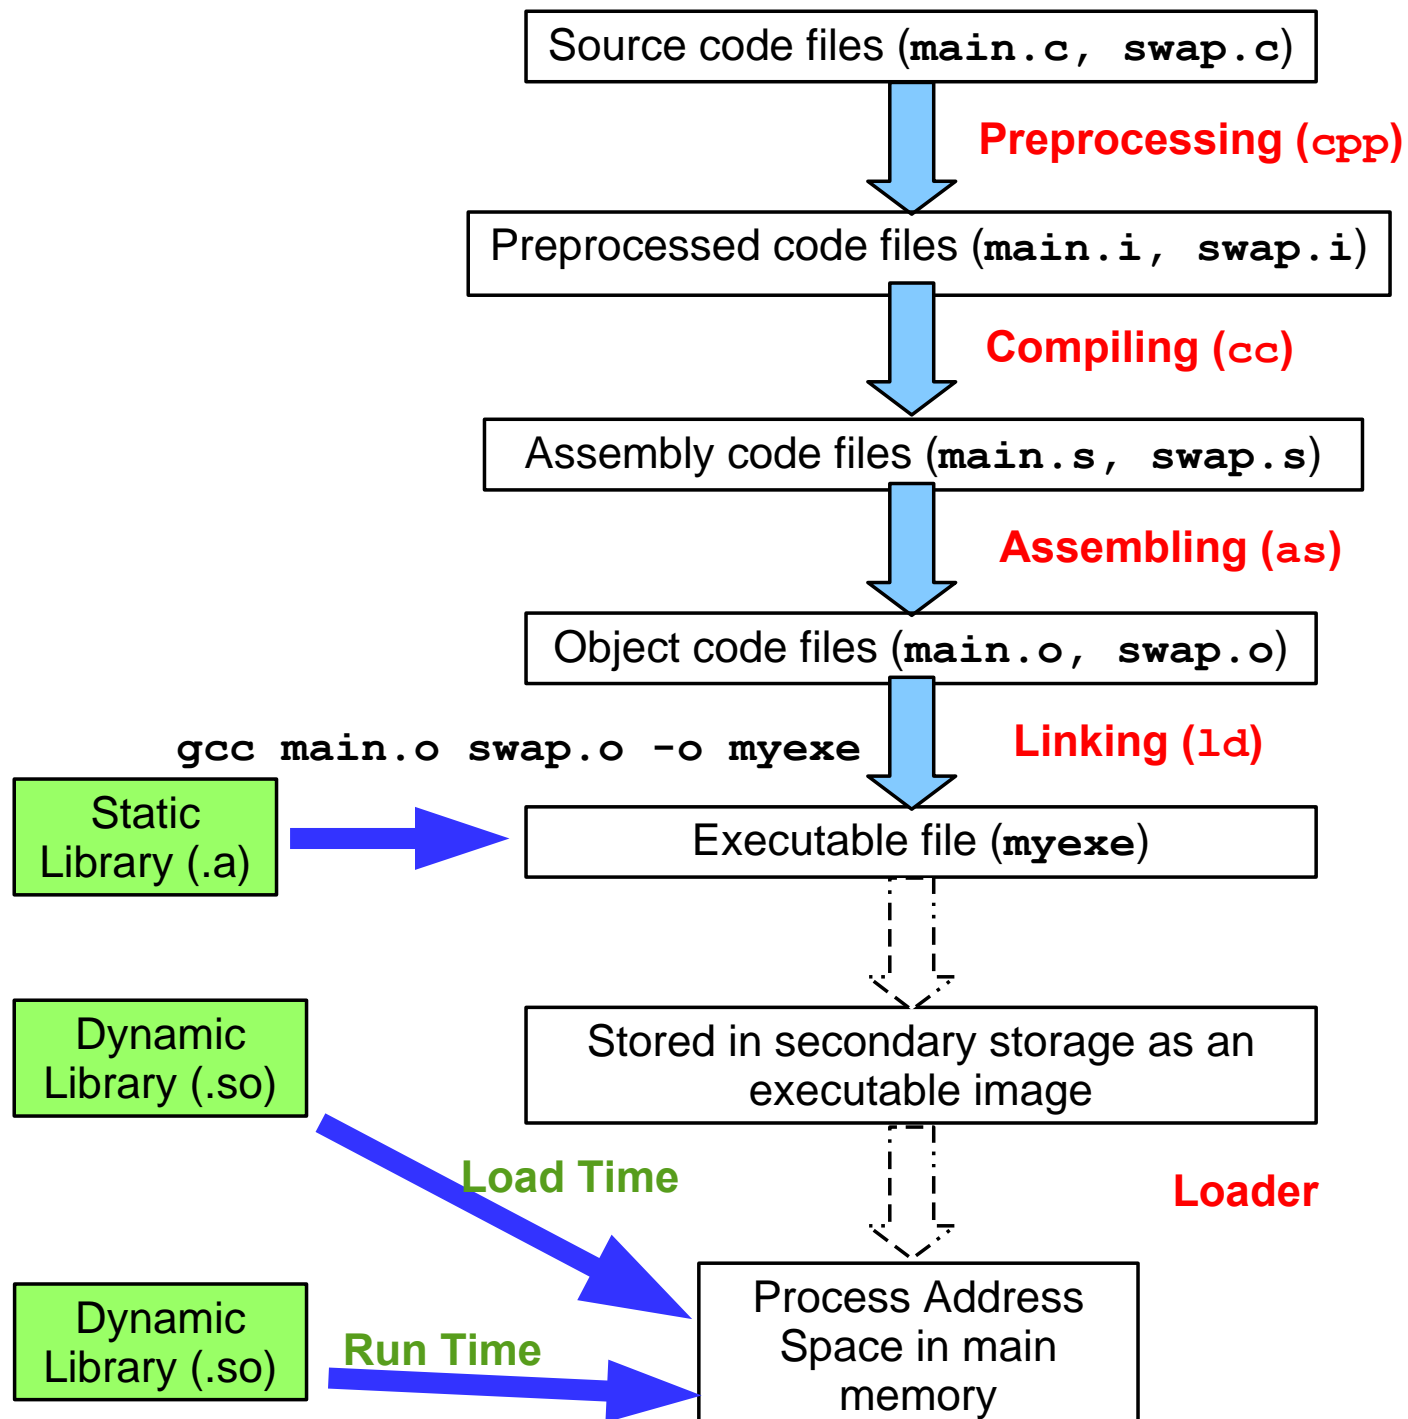 Source code files (main.c, swap.c)
Preprocessing (cpp)
Preprocessed code files (main.i, swap.i)
Compiling (cc)
Assembly code files (main.s, swap.s)
Assembling (as)
Object code files (main.o, swap.o)
gcc main.o swap.o -o myexe
Linking (ld)
Static
Library (.a)
Executable file (myexe)
Dynamic
Library (.so)
Stored in secondary storage as an
executable image
Load Time
Loader
Dynamic
Library (.so)
Run Time
Process Address
Space in main
memory